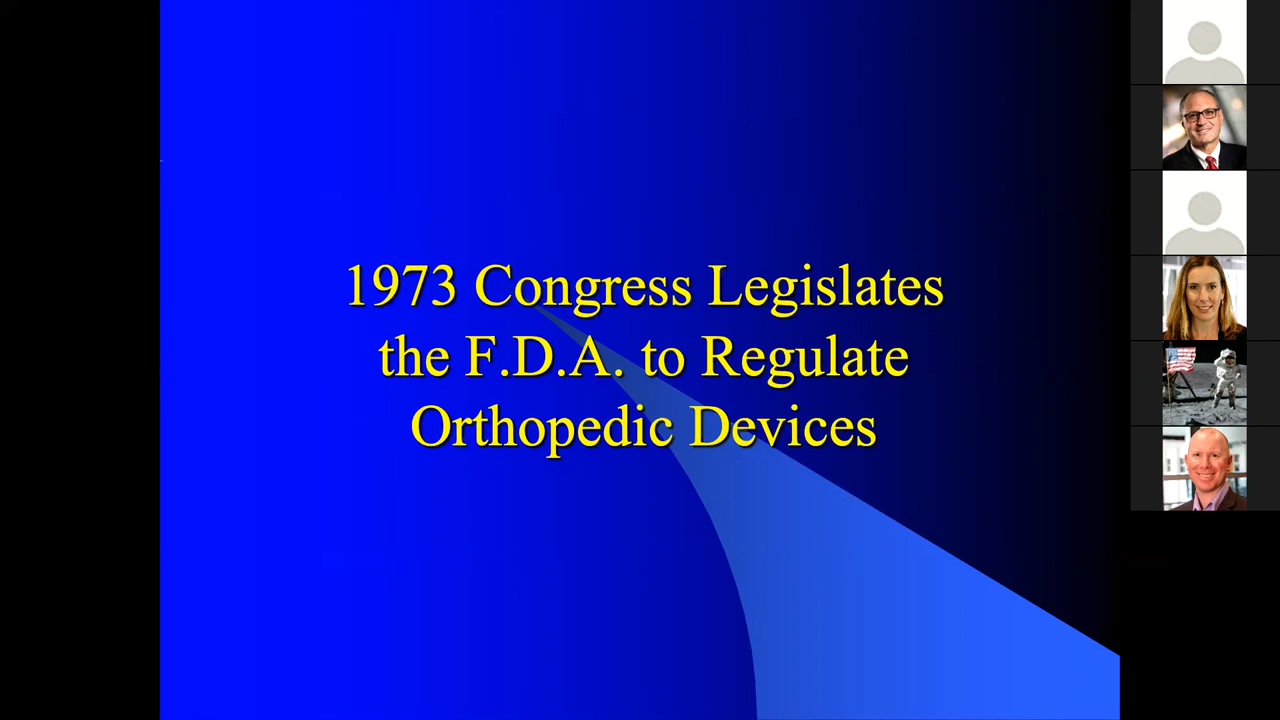 1973 Congress Legislates
the F.D.A. to Regulate
Orthopedic Devices